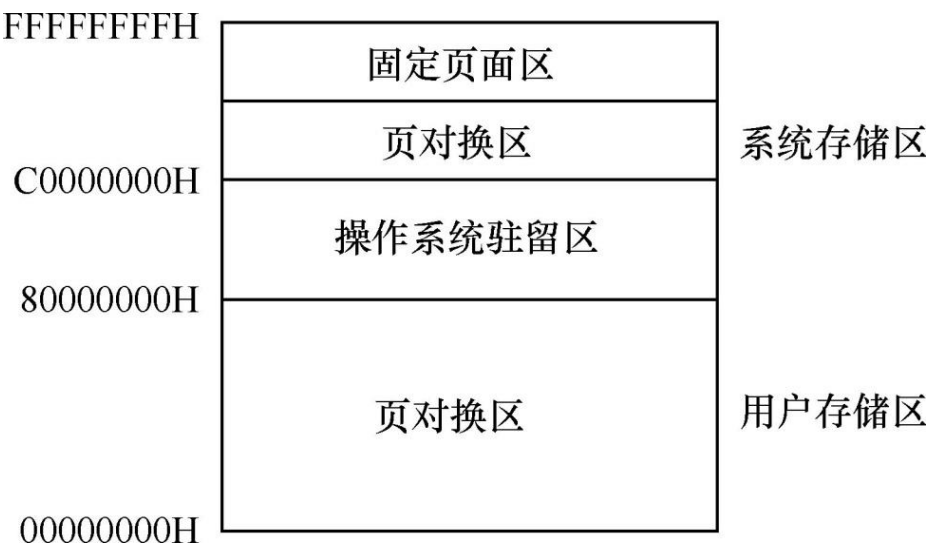 FFFFFFFFH
固定页面区
页对换区
系统存储区
C0000000H
操作系统驻留区
80000000H
页对换区
用户存储区
00000000H